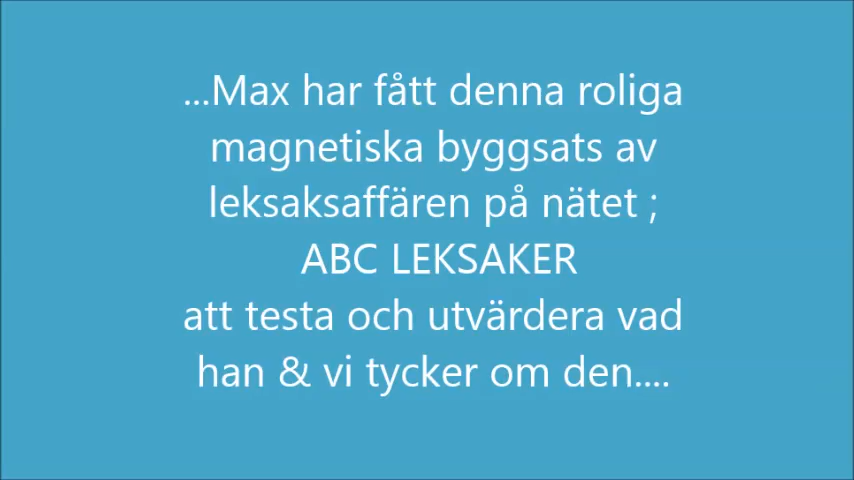 ...Max har fått denna roliga
magnetiska byggsats av
leksaksaffären på nätet ;
ABC LEKSAKER
att testa och utvärdera vad
han & vi tycker om den....